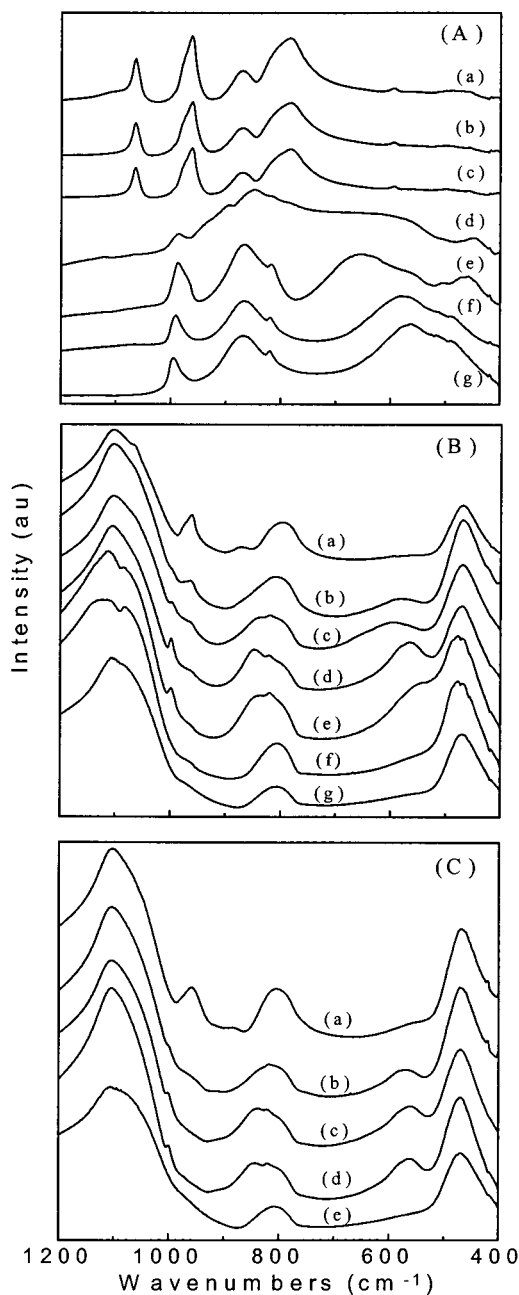 (A)
(a)
(b)
(c)
(d)
(e)
(f)
(g)
(B)
(a)
(b)
(c)
(d)
(e)
(f)
(g)
Intensity (au)
(C)
(a)
(b)
(c)
(d)
(e)
1200 1000 800 600 400
Wavenumbers (cm⁻¹)